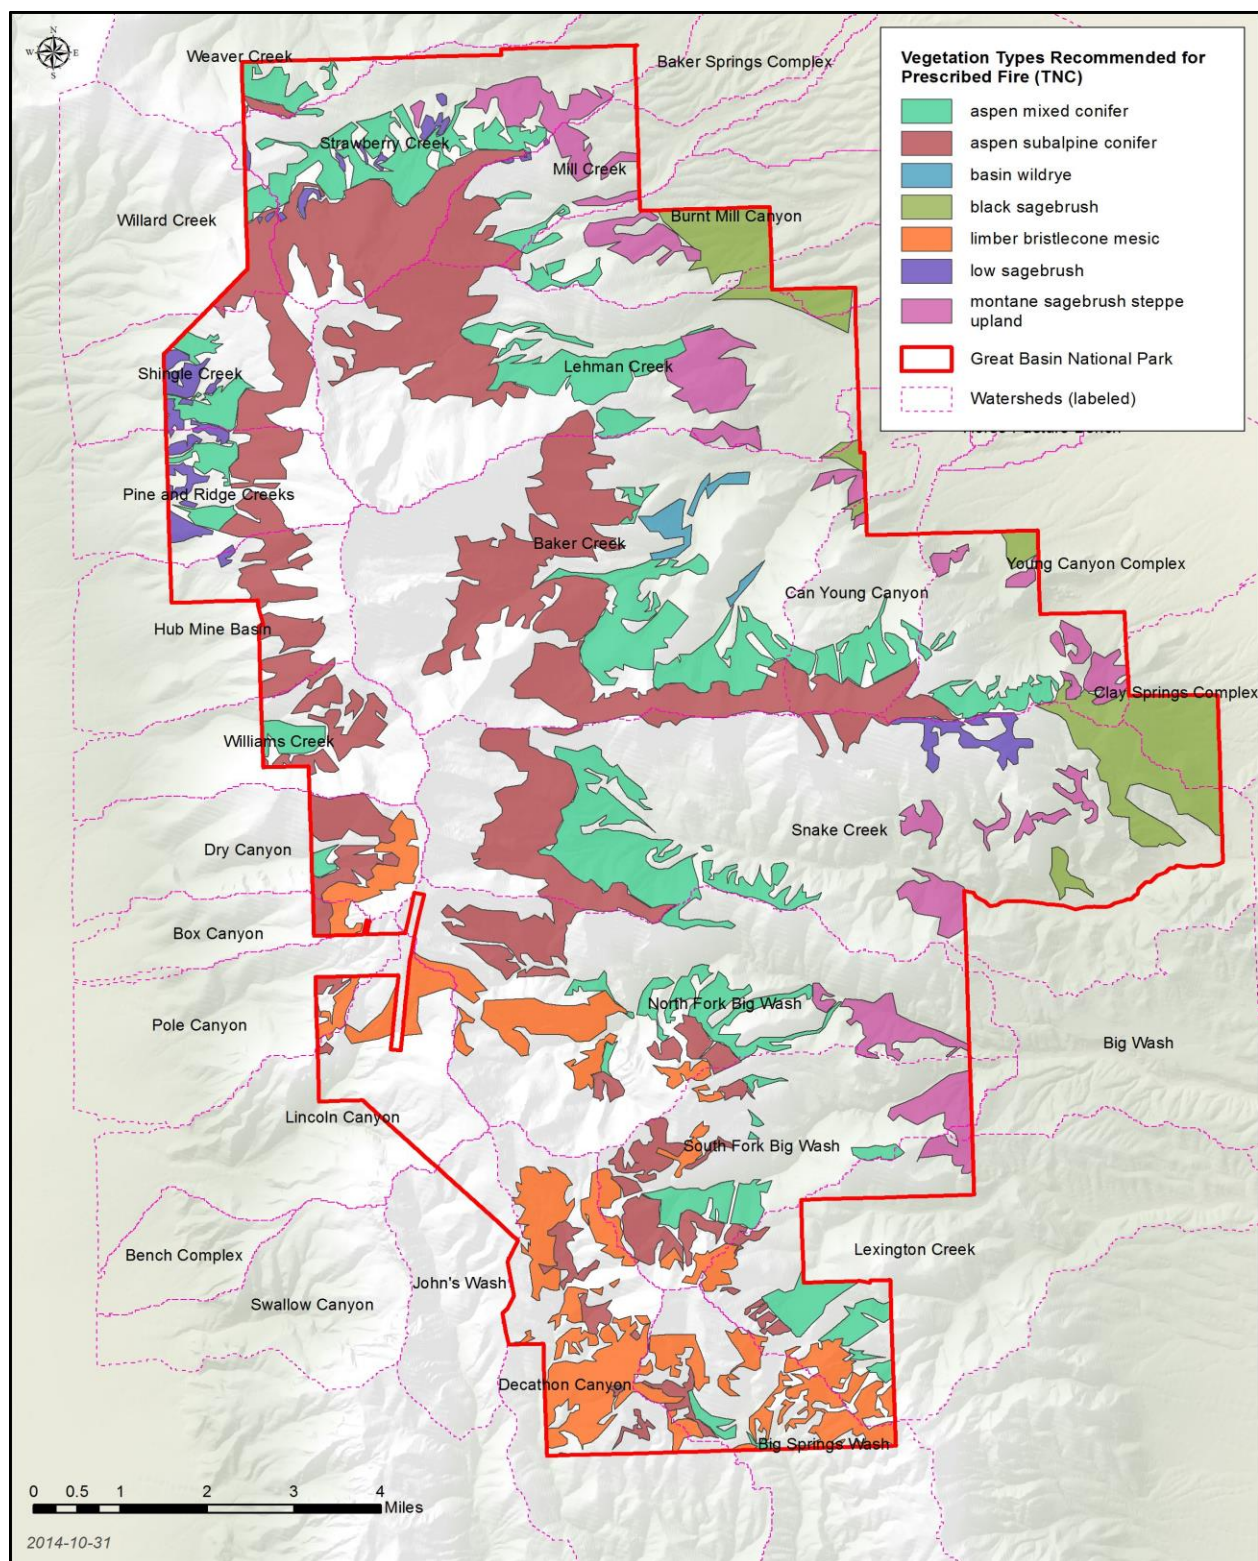 N
W
E
S
Weaver Creek
Baker Springs Complex
Strawberry Creek
Mill Creek
Willard Creek
Burnt Mill Canyon
Shingle Creek
Lehman Creek
Pine and Ridge Creeks
Baker Creek
Young Canyon Complex
Can Young Canyon
Hub Mine Basin
Clay Springs Complex
Williams Creek
Snake Creek
Dry Canyon
Box Canyon
North Fork Big Wash
Pole Canyon
Big Wash
Lincoln Canyon
South Fork Big Wash
Bench Complex
Lexington Creek
John's Wash
Swallow Canyon
Decathon Canyon
Big Springs Wash
Vegetation Types Recommended for
Prescribed Fire (TNC)
aspen mixed conifer
aspen subalpine conifer
basin wildrye
black sagebrush
limber bristlecone mesic
low sagebrush
montane sagebrush steppe
upland
Great Basin National Park
Watersheds (labeled)
0 0.5 1 2 3 4
Miles
2014-10-31